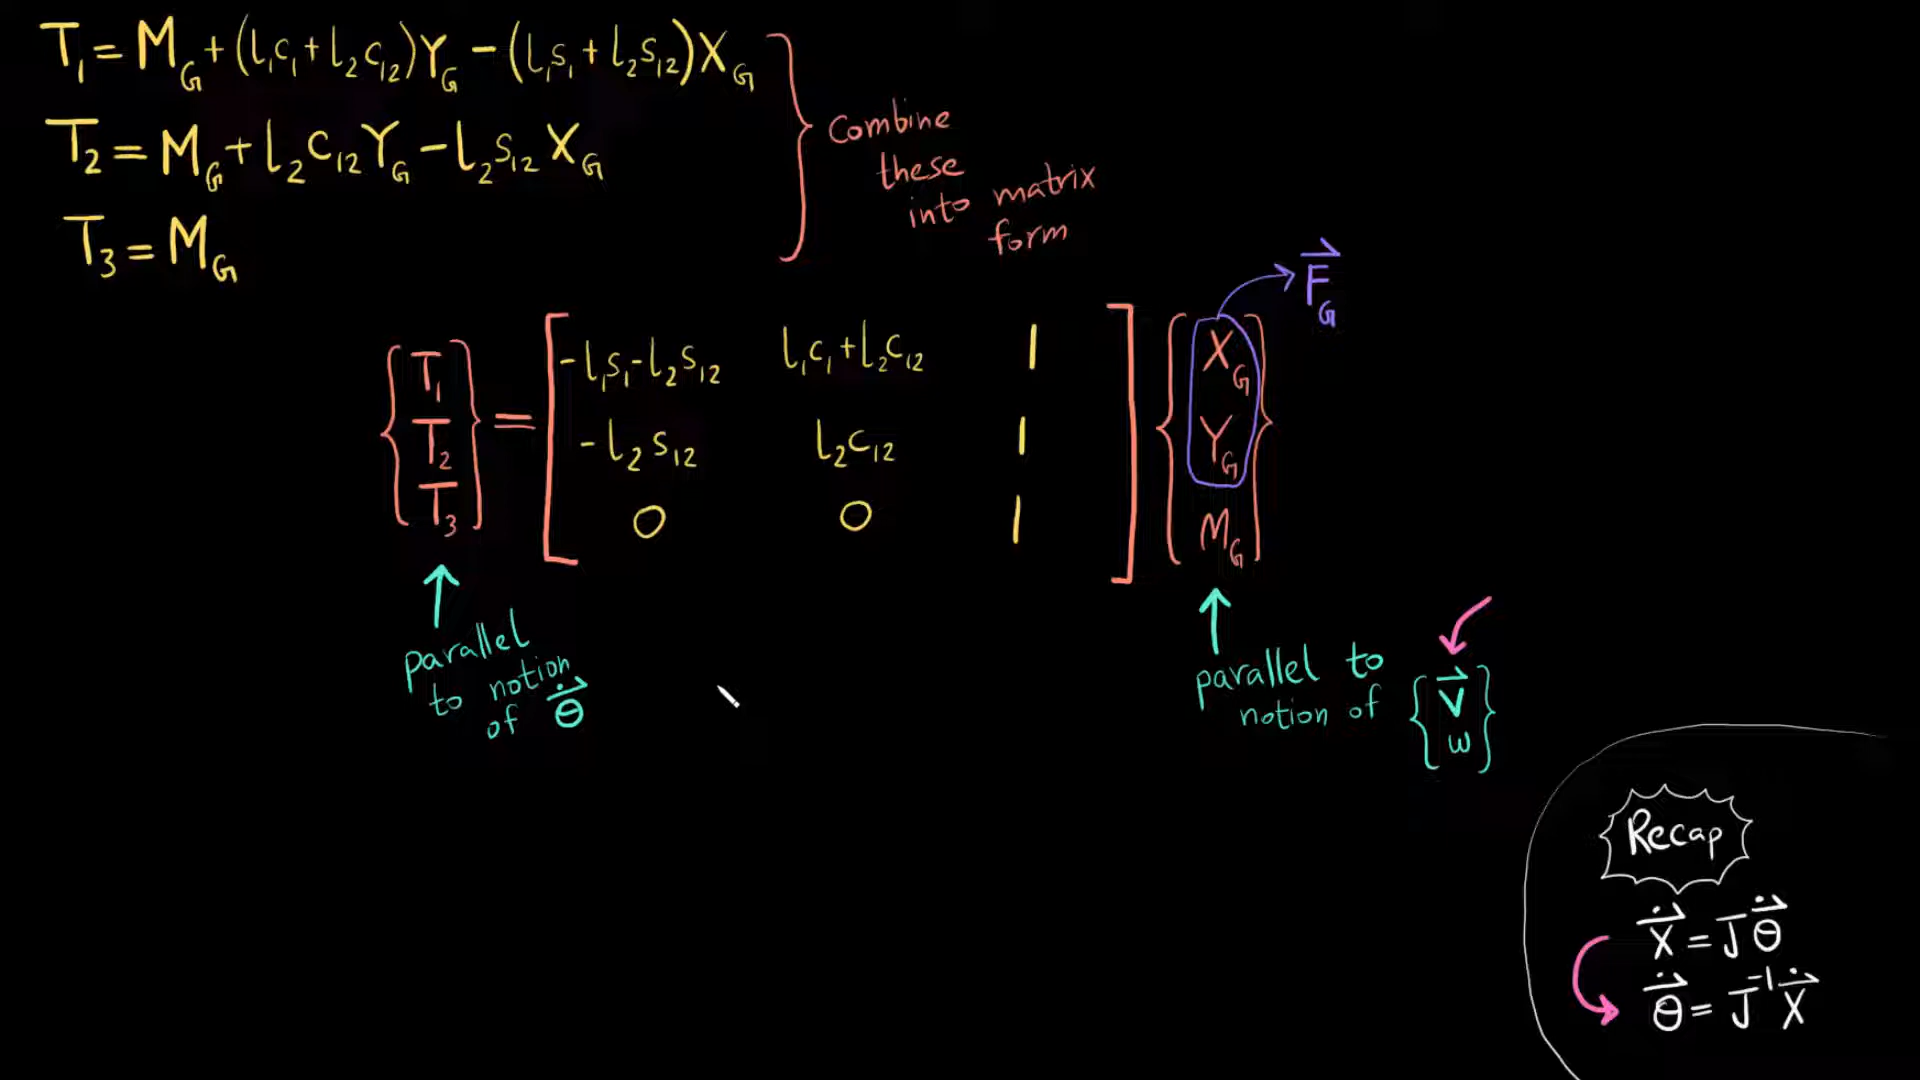 T₁ = M_G + (l₁c₁ + l₂c₁₂)Y_G − (l₁s₁ + l₂s₁₂)X_G
T₂ = M_G + l₂c₁₂Y_G − l₂s₁₂X_G
T₃ = M_G
Combine
these
into matrix
form
F_G
T₁
T₂
T₃
=
-l₁s₁-l₂s₁₂ l₁c₁+l₂c₁₂ 1
-l₂s₁₂ l₂c₁₂ 1
0 0 1
X_G
Y_G
M_G
parallel
to notion
of θ̇
parallel to
notion of
V
ω
Recap
Ẋ = Jθ̇
θ̇ = J⁻¹Ẋ